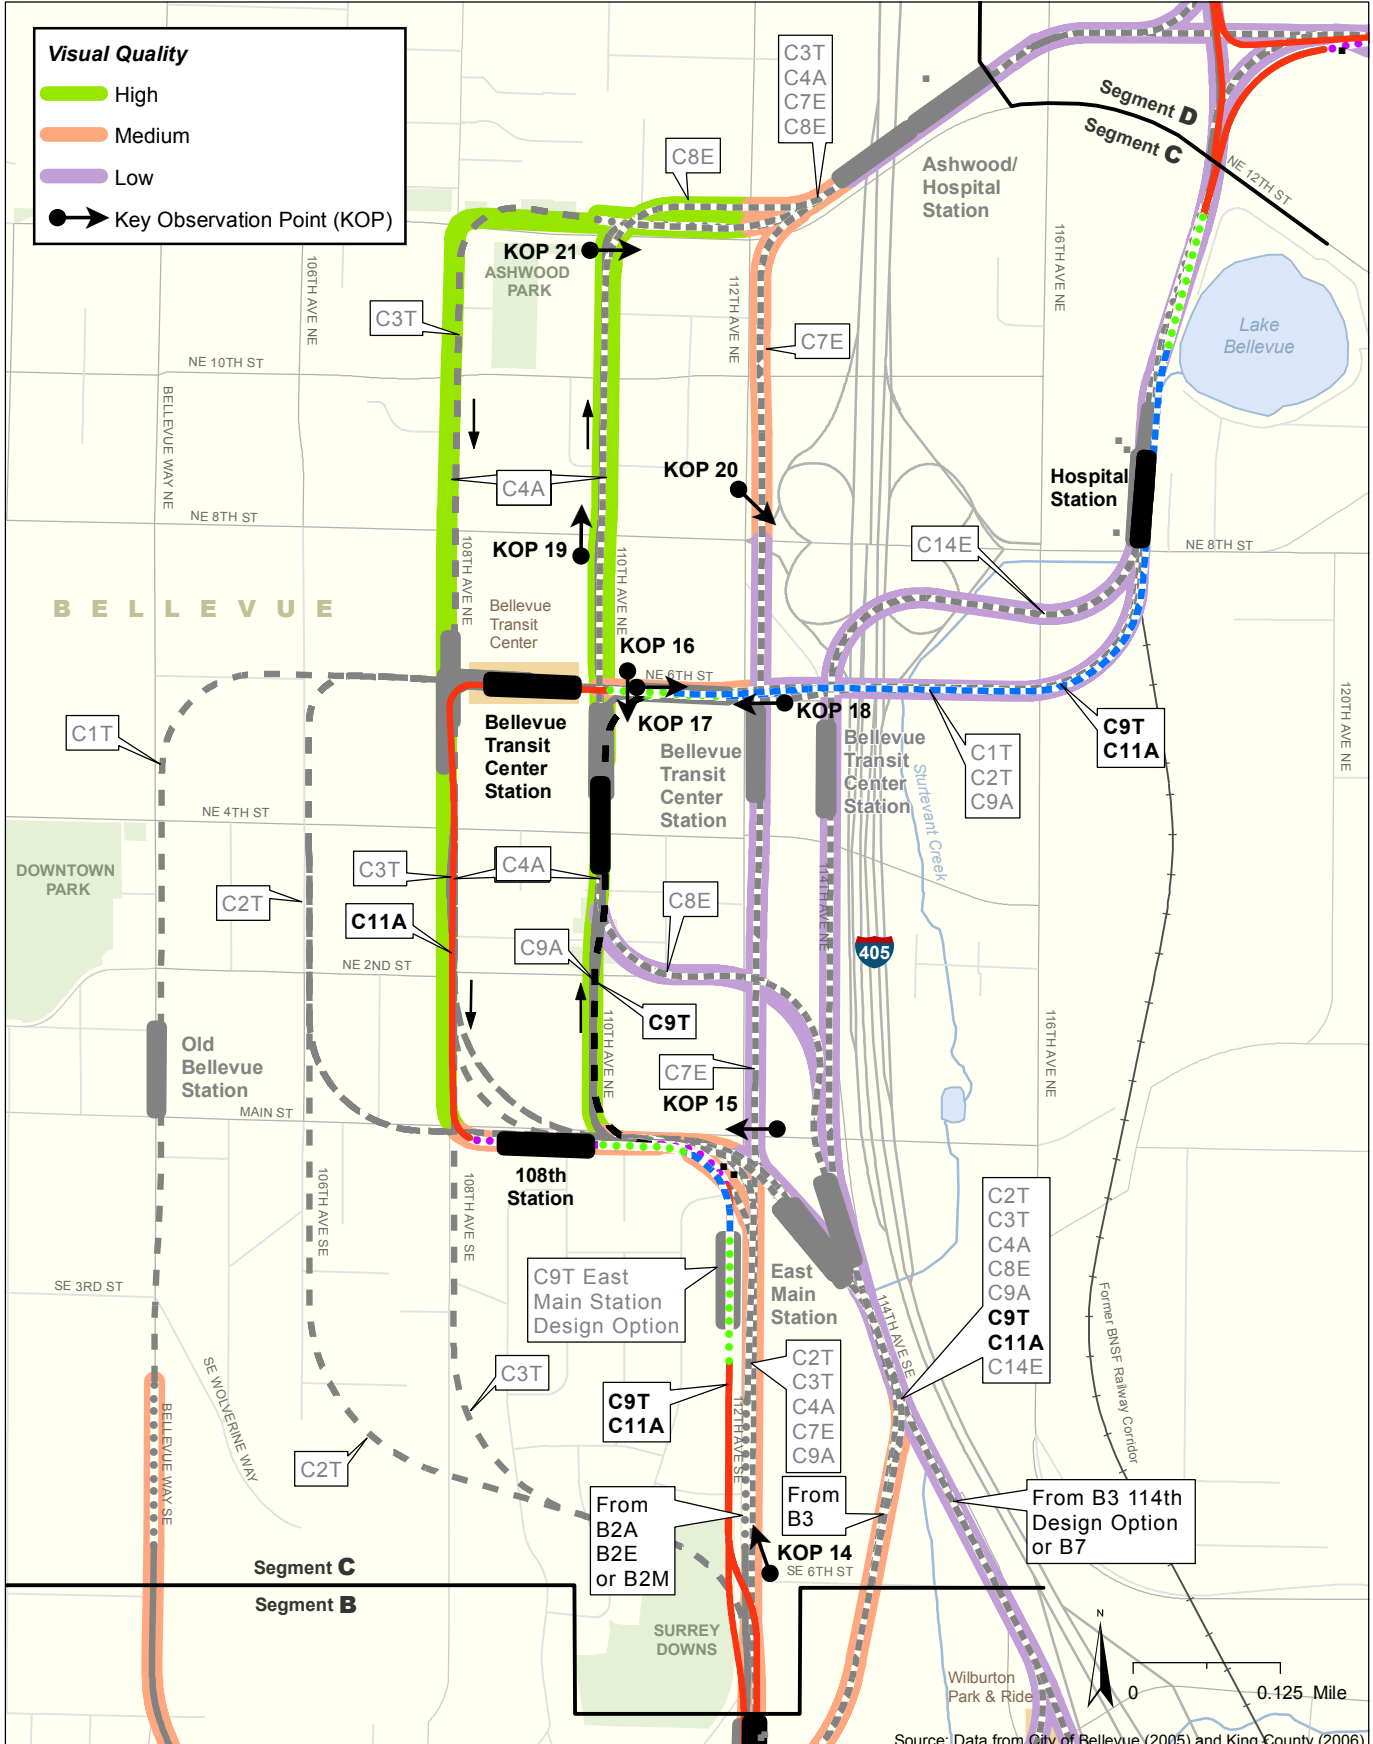 Visual Quality
High
Medium
Low
Key Observation Point (KOP)
C3T
C4A
C7E
C8E
C8E
Segment D
Segment C
NE 12TH ST
Ashwood/
Hospital
Station
KOP 21
ASHWOOD
PARK
106TH AVE NE
112TH AVE NE
116TH AVE NE
Lake
Bellevue
C3T
C7E
NE 10TH ST
BELLEVUE WAY NE
C4A
KOP 20
Hospital
Station
NE 8TH ST
KOP 19
C14E
NE 8TH ST
108TH AVE NE
110TH AVE NE
BELLEVUE
Bellevue
Transit
Center
KOP 16
NE 6TH ST
KOP 17
KOP 18
120TH AVE NE
C1T
Bellevue
Transit
Center
Station
Bellevue
Transit
Center
Station
Bellevue
Transit
Center
Station
C9T
C11A
C1T
C2T
C9A
Sturtevant Creek
NE 4TH ST
DOWNTOWN
PARK
C3T
C4A
C2T
C8E
114TH AVE NE
C11A
C9A
405
NE 2ND ST
C9T
110TH AVE NE
116TH AVE NE
Old
Bellevue
Station
C7E
KOP 15
MAIN ST
108th
Station
106TH AVE SE
108TH AVE SE
C2T
C3T
C4A
C8E
C9A
C9T
C11A
C14E
SE 3RD ST
C9T East
Main Station
Design Option
East
Main
Station
114TH AVE SE
Former BNSF Railway Corridor
SE WOLVERINE WAY
C3T
C2T
C3T
C4A
C7E
C9A
C9T
C11A
112TH AVE SE
BELLEVUE WAY SE
C2T
From
B2A
B2E
or B2M
From
B3
From B3 114th
Design Option
or B7
KOP 14
SE 6TH ST
Segment C
Segment B
SURREY
DOWNS
Wilburton
Park & Ride
N
0 0.125 Mile
Source: Data from City of Bellevue (2005) and King County (2006)